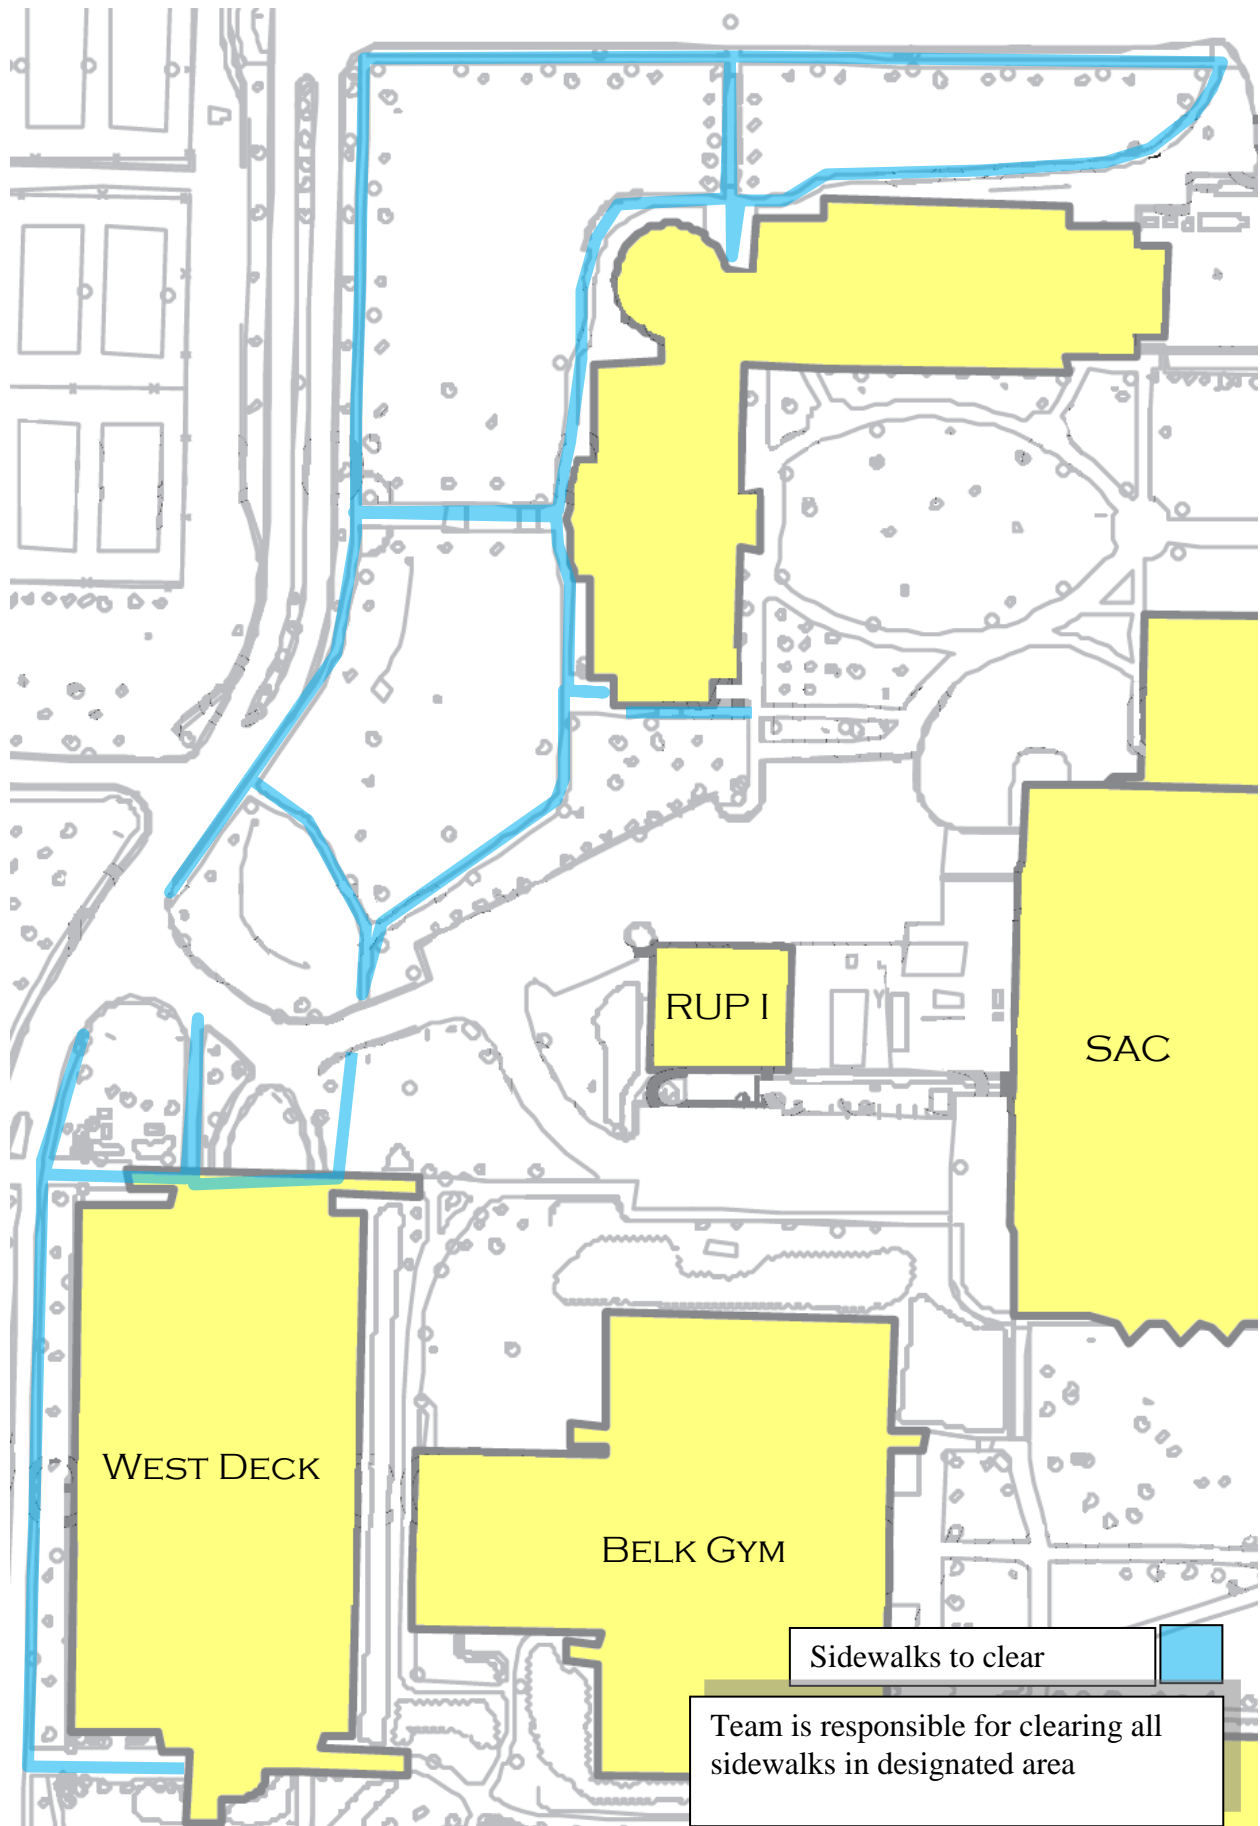 RUP I
SAC
West Deck
Belk Gym
Sidewalks to clear
Team is responsible for clearing all
sidewalks in designated area